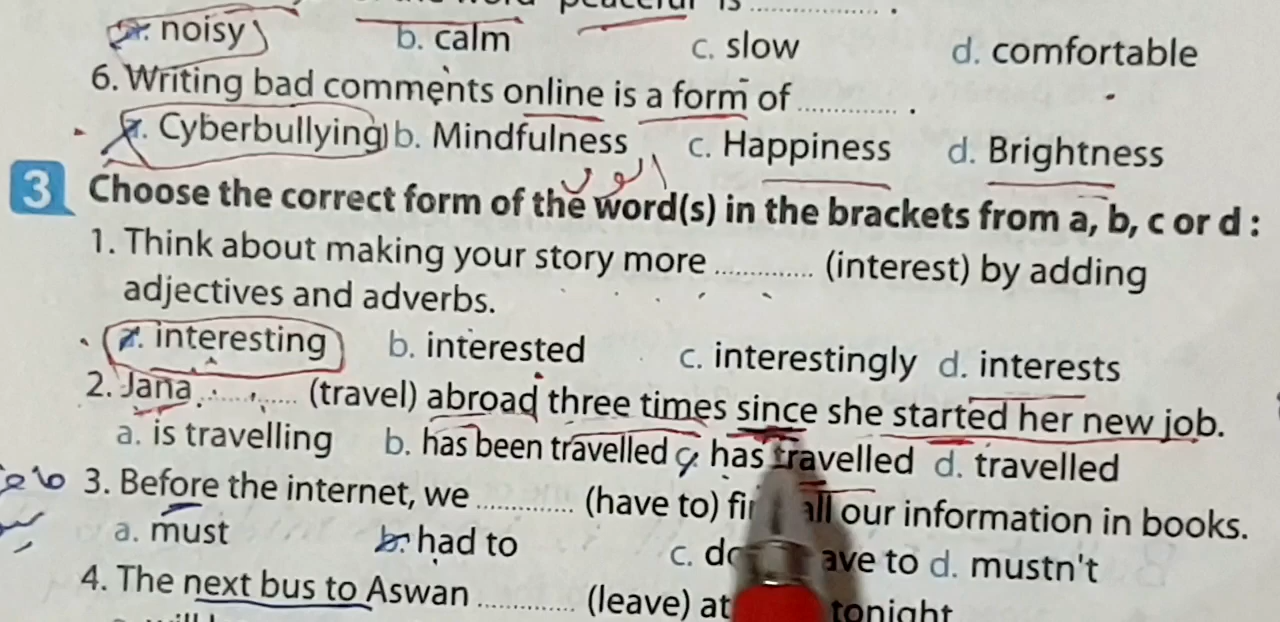 is .............. .
a. noisy b. calm c. slow d. comfortable
6. Writing bad comments online is a form of .............. .
a. Cyberbullying b. Mindfulness c. Happiness d. Brightness
3 Choose the correct form of the word(s) in the brackets from a, b, c or d :
1. Think about making your story more .............. (interest) by adding
adjectives and adverbs.
a. interesting b. interested c. interestingly d. interests
2. Jana .............. (travel) abroad three times since she started her new job.
a. is travelling b. has been travelled c. has travelled d. travelled
3. Before the internet, we .............. (have to) all our information in books.
a. must b. had to c. to d. mustn't
4. The next bus to Aswan .............. (leave) at tonight